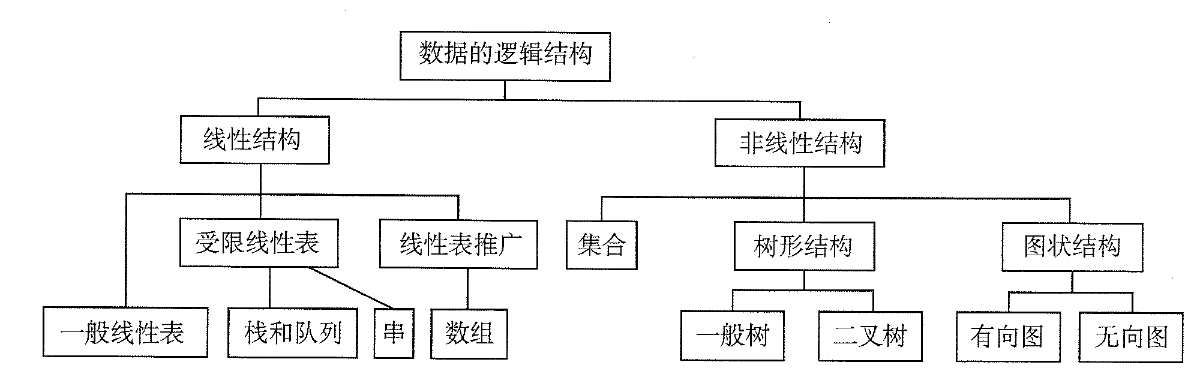 数据的逻辑结构
线性结构
非线性结构
受限线性表
线性表推广
集合
树形结构
图状结构
一般线性表
栈和队列
串
数组
一般树
二叉树
有向图
无向图